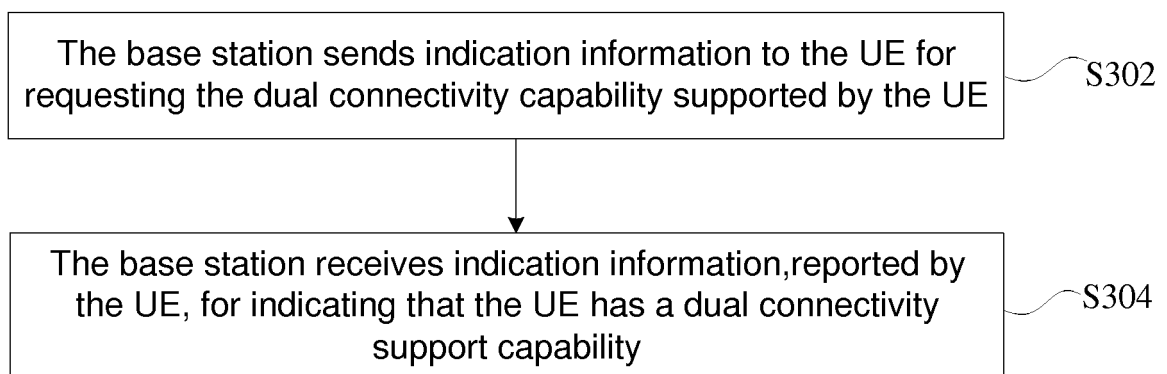 The base station sends indication information to the UE for
requesting the dual connectivity capability supported by the UE
S302
The base station receives indication information,reported by
the UE, for indicating that the UE has a dual connectivity
support capability
S304